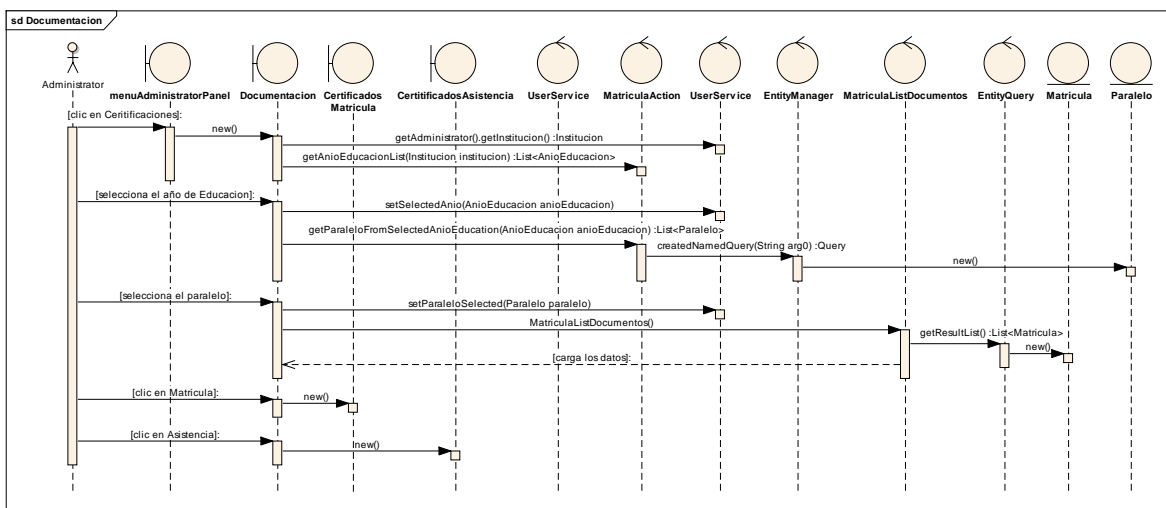 sd Documentacion
Administrator
menuAdministratorPanel
Documentacion
Certificados
Matricula
CertitificadosAsistencia
UserService
MatriculaAction
UserService
EntityManager
MatriculaListDocumentos
EntityQuery
Matricula
Paralelo
[clic en Ceritificaciones]:
new()
getAdministrator().getInstitucion() :Institucion
getAnioEducacionList(Institucion institucion) :List<AnioEducacion>
[selecciona el año de Educacion]:
setSelectedAnio(AnioEducacion anioEducacion)
getParaleloFromSelectedAnioEducation(AnioEducacion anioEducacion) :List<Paralelo>
createdNamedQuery(String arg0) :Query
new()
[selecciona el paralelo]:
setParaleloSelected(Paralelo paralelo)
MatriculaListDocumentos()
getResultList() :List<Matricula>
new()
[carga los datos]:
[clic en Matricula]:
new()
[clic en Asistencia]:
new()